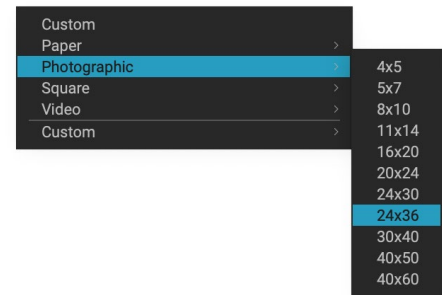 Custom
Paper
Photographic
Square
Video
Custom
4x5
5x7
8x10
11x14
16x20
20x24
24x30
24x36
30x40
40x50
40x60